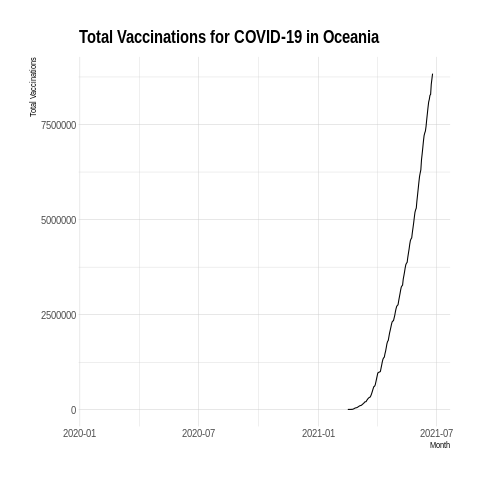 Total Vaccinations for COVID-19 in Oceania
Total Vaccinations
7500000
5000000
2500000
0
2020-01
2020-07
2021-01
2021-07
Month